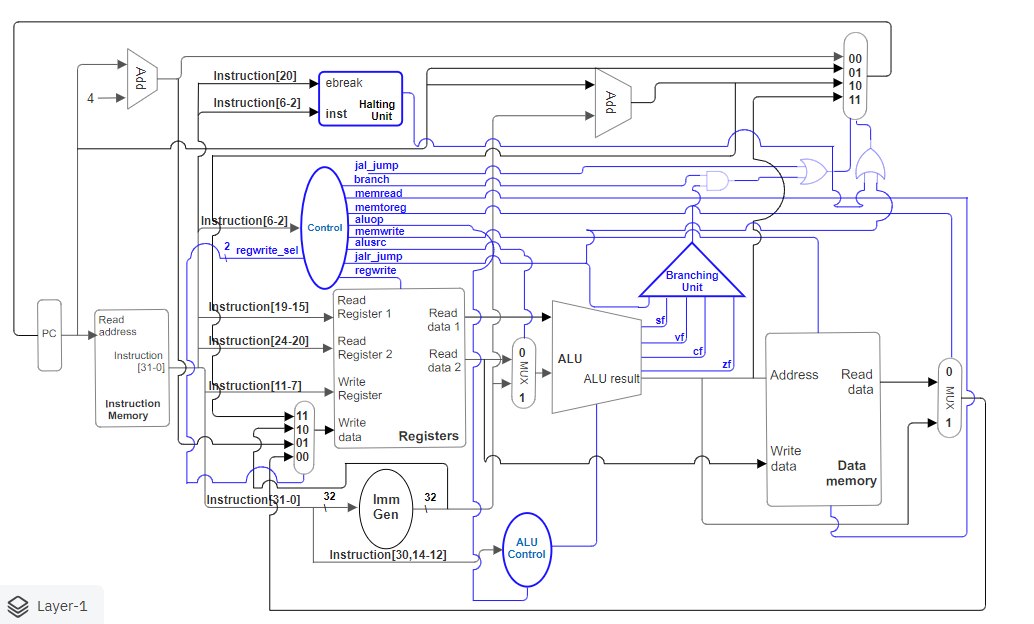 00
01
10
11
Add
4
Instruction[20]
ebreak
Instruction[6-2]
inst
Halting
Unit
Add
jal_jump
branch
memread
memtoreg
aluop
memwrite
alusrc
jalr_jump
regwrite
Instruction[6-2]
Control
2
regwrite_sel
Branching
Unit
PC
Read
address
Instruction
[31-0]
Instruction
Memory
Instruction[19-15]
Instruction[24-20]
Instruction[11-7]
Read
Register 1
Read
Register 2
Write
Register
Write
data
Read
data 1
Read
data 2
Registers
0
MUX
1
ALU
ALU result
sf
vf
cf
zf
Address
Read
data
Write
data
Data
memory
0
MUX
1
11
10
01
00
Instruction[31-0]
32
Imm
Gen
32
Instruction[30,14-12]
ALU
Control
Layer-1